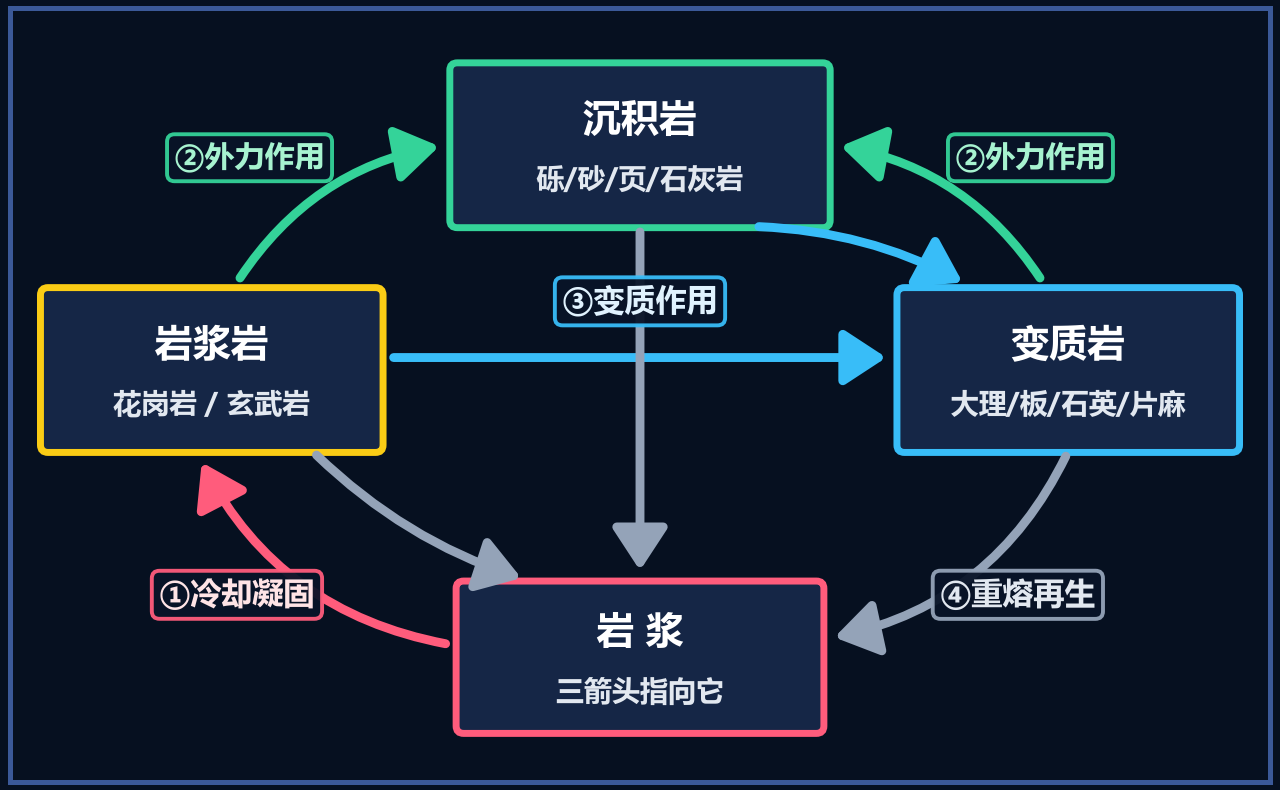 沉积岩
砾/砂/页/石灰岩
②外力作用
②外力作用
③变质作用
岩浆岩
花岗岩 / 玄武岩
变质岩
大理/板/石英/片麻
①冷却凝固
④重熔再生
岩 浆
三箭头指向它